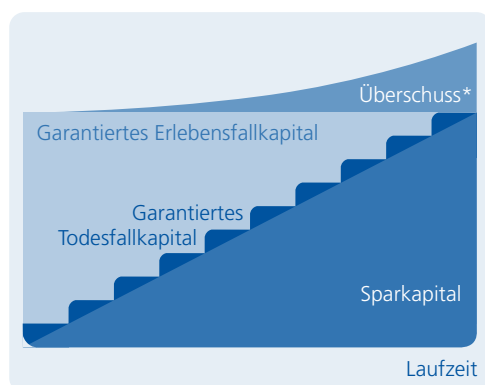 Überschuss*
Garantiertes Erlebensfallkapital
Garantiertes
Todesfallkapital
Sparkapital
Laufzeit